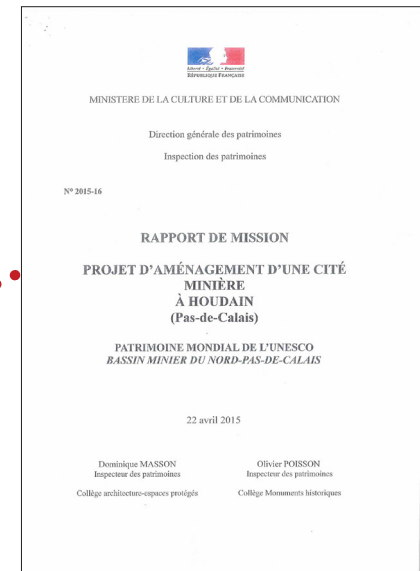 Liberté • Égalité • Fraternité
RÉPUBLIQUE FRANÇAISE
MINISTERE DE LA CULTURE ET DE LA COMMUNICATION
Direction générale des patrimoines
Inspection des patrimoines
N° 2015-16
RAPPORT DE MISSION
PROJET D'AMÉNAGEMENT D'UNE CITÉ
MINIÈRE
À HOUDAIN
(Pas-de-Calais)
PATRIMOINE MONDIAL DE L'UNESCO
BASSIN MINIER DU NORD-PAS-DE-CALAIS
22 avril 2015
Dominique MASSON
Inspecteur des patrimoines
Collège architecture-espaces protégés
Olivier POISSON
Inspecteur des patrimoines
Collège Monuments historiques